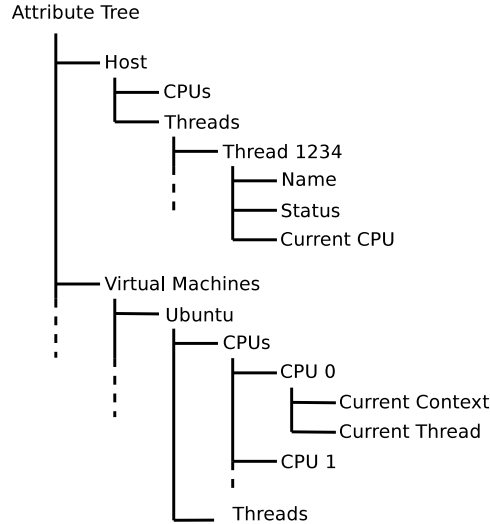 Attribute Tree
Host
CPUs
Threads
Thread 1234
Name
Status
Current CPU
Virtual Machines
Ubuntu
CPUs
CPU 0
Current Context
Current Thread
CPU 1
Threads